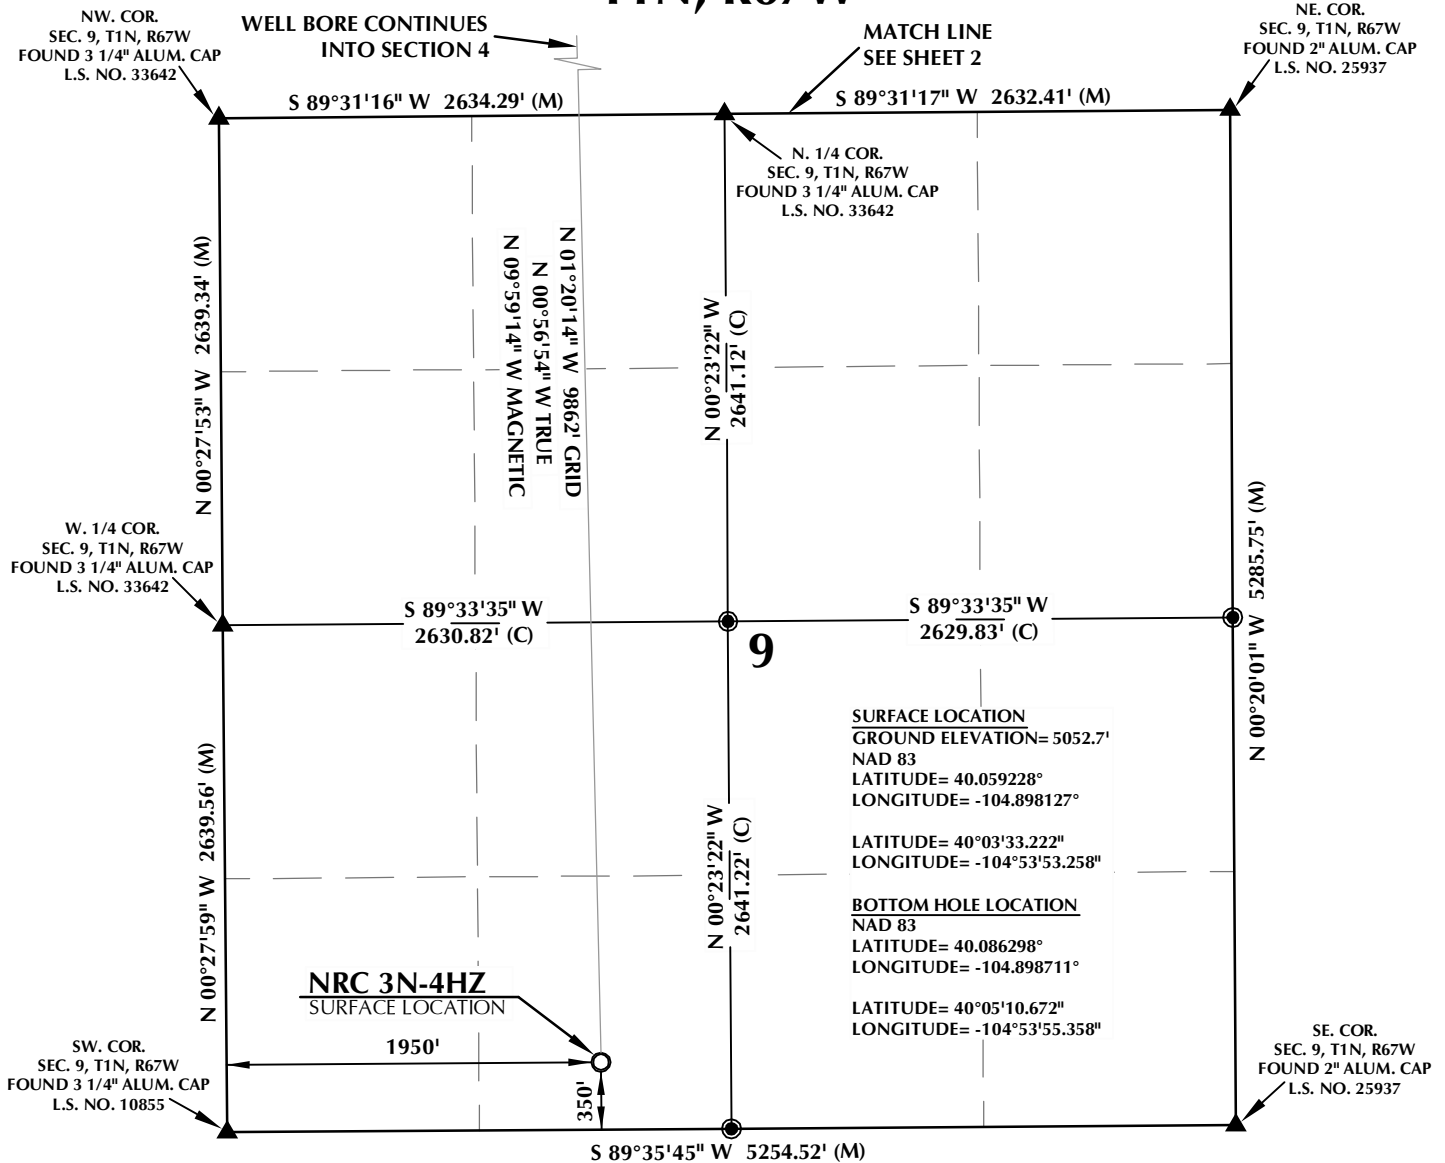 T1N, R67W
NW. COR.
SEC. 9, T1N, R67W
FOUND 3 1/4" ALUM. CAP
L.S. NO. 33642
WELL BORE CONTINUES
INTO SECTION 4
MATCH LINE
SEE SHEET 2
NE. COR.
SEC. 9, T1N, R67W
FOUND 2" ALUM. CAP
L.S. NO. 25937
S 89°31'16" W 2634.29' (M)
S 89°31'17" W 2632.41' (M)
N. 1/4 COR.
SEC. 9, T1N, R67W
FOUND 3 1/4" ALUM. CAP
L.S. NO. 33642
N 00°27'53" W 2639.34' (M)
N 01°20'14" W 9862' GRID
N 00°56'54" W TRUE
N 09°59'14" W MAGNETIC
N 00°23'22" W
2641.12' (C)
W. 1/4 COR.
SEC. 9, T1N, R67W
FOUND 3 1/4" ALUM. CAP
L.S. NO. 33642
S 89°33'35" W
2630.82' (C)
S 89°33'35" W
2629.83' (C)
9
N 00°20'01" W 5285.75' (M)
N 00°27'59" W 2639.56' (M)
N 00°23'22" W
2641.22' (C)
SURFACE LOCATION
GROUND ELEVATION= 5052.7'
NAD 83
LATITUDE= 40.059228°
LONGITUDE= -104.898127°
LATITUDE= 40°03'33.222"
LONGITUDE= -104°53'53.258"
BOTTOM HOLE LOCATION
NAD 83
LATITUDE= 40.086298°
LONGITUDE= -104.898711°
LATITUDE= 40°05'10.672"
LONGITUDE= -104°53'55.358"
NRC 3N-4HZ
SURFACE LOCATION
1950'
350'
SW. COR.
SEC. 9, T1N, R67W
FOUND 3 1/4" ALUM. CAP
L.S. NO. 10855
SE. COR.
SEC. 9, T1N, R67W
FOUND 2" ALUM. CAP
L.S. NO. 25937
S 89°35'45" W 5254.52' (M)